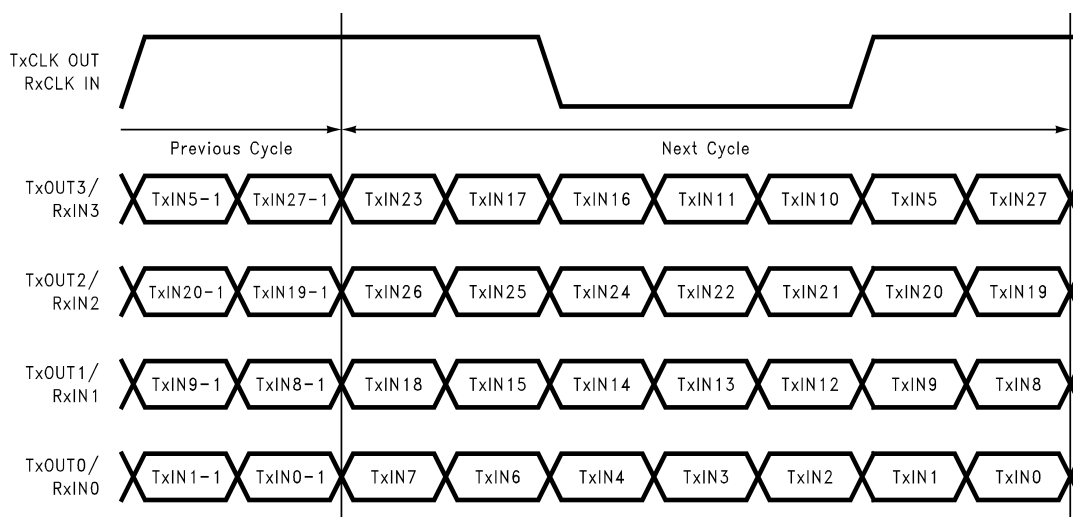 TxCLK OUT
RxCLK IN
Previous Cycle
Next Cycle
TxOUT3/
RxIN3
TxIN5-1 TxIN27-1 TxIN23 TxIN17 TxIN16 TxIN11 TxIN10 TxIN5 TxIN27
TxOUT2/
RxIN2
TxIN20-1 TxIN19-1 TxIN26 TxIN25 TxIN24 TxIN22 TxIN21 TxIN20 TxIN19
TxOUT1/
RxIN1
TxIN9-1 TxIN8-1 TxIN18 TxIN15 TxIN14 TxIN13 TxIN12 TxIN9 TxIN8
TxOUT0/
RxIN0
TxIN1-1 TxIN0-1 TxIN7 TxIN6 TxIN4 TxIN3 TxIN2 TxIN1 TxIN0